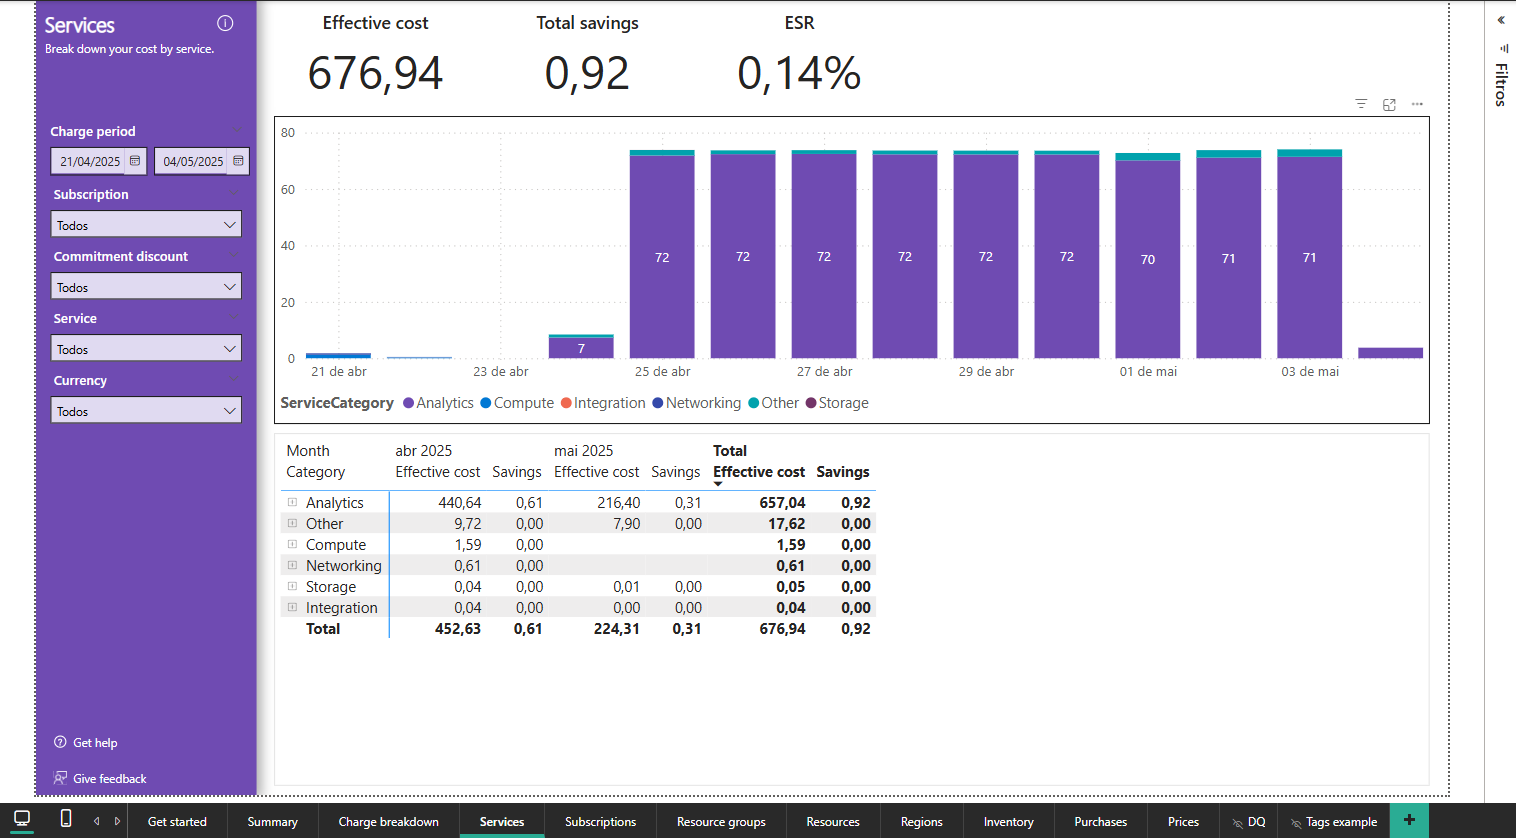 Services
Break down your cost by service.
Charge period
21/04/2025 04/05/2025
Subscription
Todos
Commitment discount
Todos
Service
Todos
Currency
Todos
Get help
Give feedback
Effective cost Total savings ESR
676,94 0,92 0,14%
80
60
40
20
0
7 72 72 72 72 72 72 70 71 71
21 de abr 23 de abr 25 de abr 27 de abr 29 de abr 01 de mai 03 de mai
ServiceCategory Analytics Compute Integration Networking Other Storage
Month abr 2025 mai 2025 Total
Category Effective cost Savings Effective cost Savings Effective cost Savings
Analytics 440,64 0,61 216,40 0,31 657,04 0,92
Other 9,72 0,00 7,90 0,00 17,62 0,00
Compute 1,59 0,00 1,59 0,00
Networking 0,61 0,00 0,61 0,00
Storage 0,04 0,00 0,01 0,00 0,05 0,00
Integration 0,04 0,00 0,00 0,00 0,04 0,00
Total 452,63 0,61 224,31 0,31 676,94 0,92
Filtros
Get started Summary Charge breakdown Services Subscriptions Resource groups Resources Regions Inventory Purchases Prices DQ Tags example